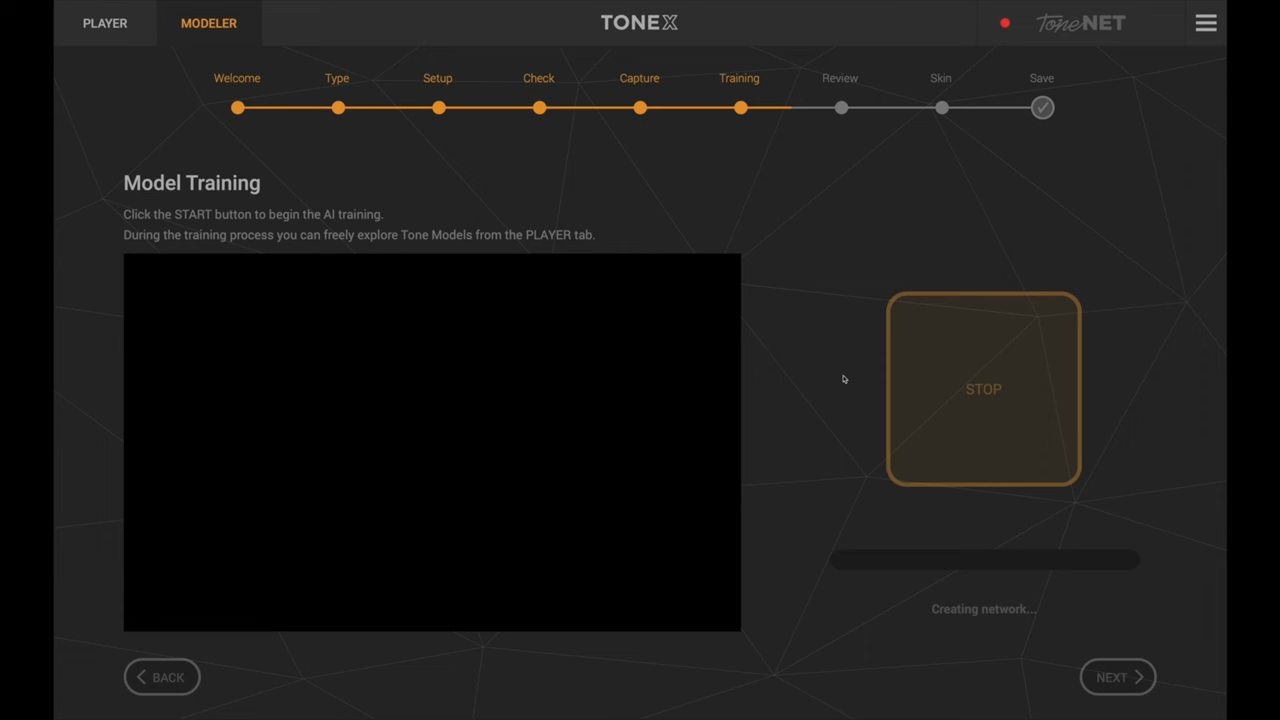 PLAYER
MODELER
TONEX
ToneNET
Welcome
Type
Setup
Check
Capture
Training
Review
Skin
Save
Model Training
Click the START button to begin the AI training.
During the training process you can freely explore Tone Models from the PLAYER tab.
STOP
Creating network...
BACK
NEXT